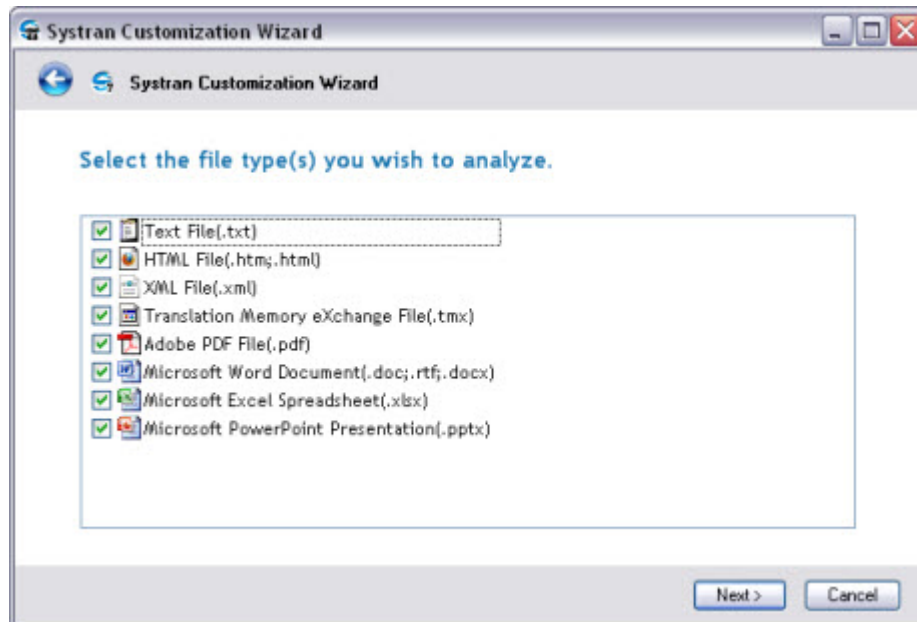 Systran Customization Wizard
Systran Customization Wizard
Select the file type(s) you wish to analyze.
Text File(.txt)
HTML File(.htm;.html)
XML File(.xml)
Translation Memory eXchange File(.tmx)
Adobe PDF File(.pdf)
Microsoft Word Document(.doc;.rtf;.docx)
Microsoft Excel Spreadsheet(.xlsx)
Microsoft PowerPoint Presentation(.pptx)
Next >
Cancel